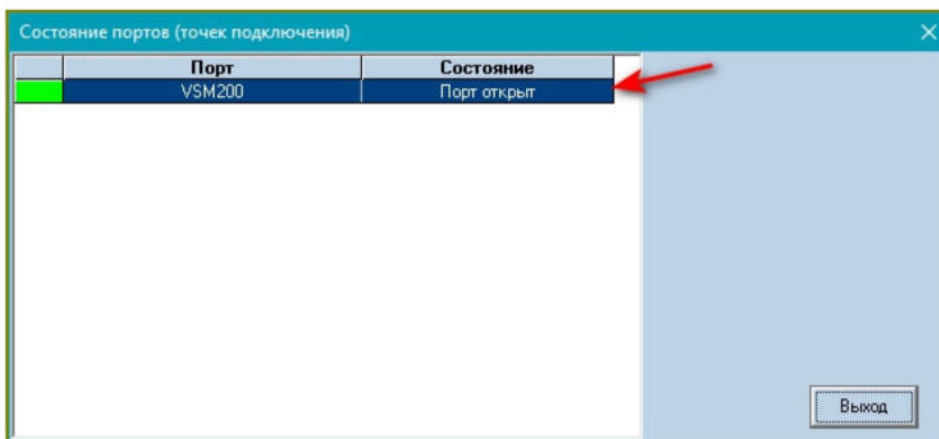 Состояние портов (точек подключения)
Порт Состояние
VSM200 Порт открыт
Выход